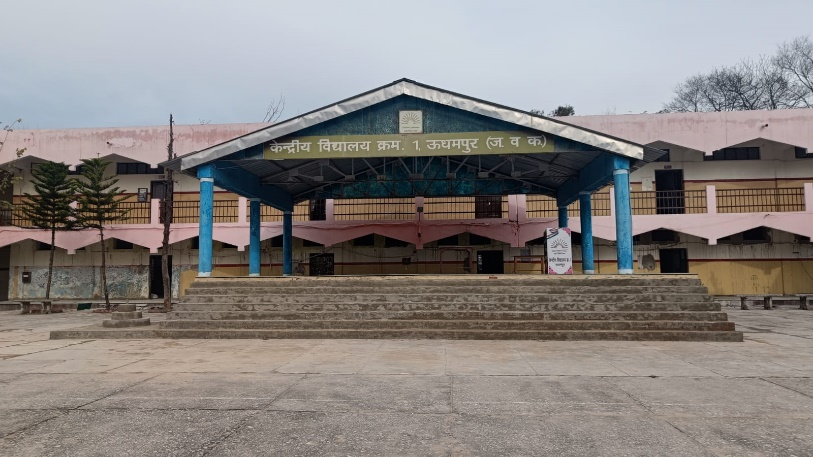 केन्द्रीय विद्यालय क्रम. 1, ऊधमपुर (ज. व क)